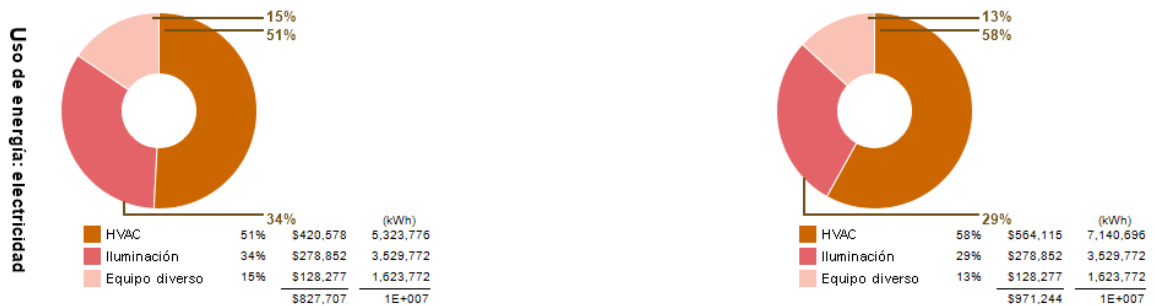 Uso de energía: electricidad
15%
51%
34%
(kWh)
HVAC 51% $420,578 5,323,776
Iluminación 34% $278,852 3,529,772
Equipo diverso 15% $128,277 1,623,772
$827,707 1E+007
13%
58%
29%
(kWh)
HVAC 58% $564,115 7,140,696
Iluminación 29% $278,852 3,529,772
Equipo diverso 13% $128,277 1,623,772
$971,244 1E+007